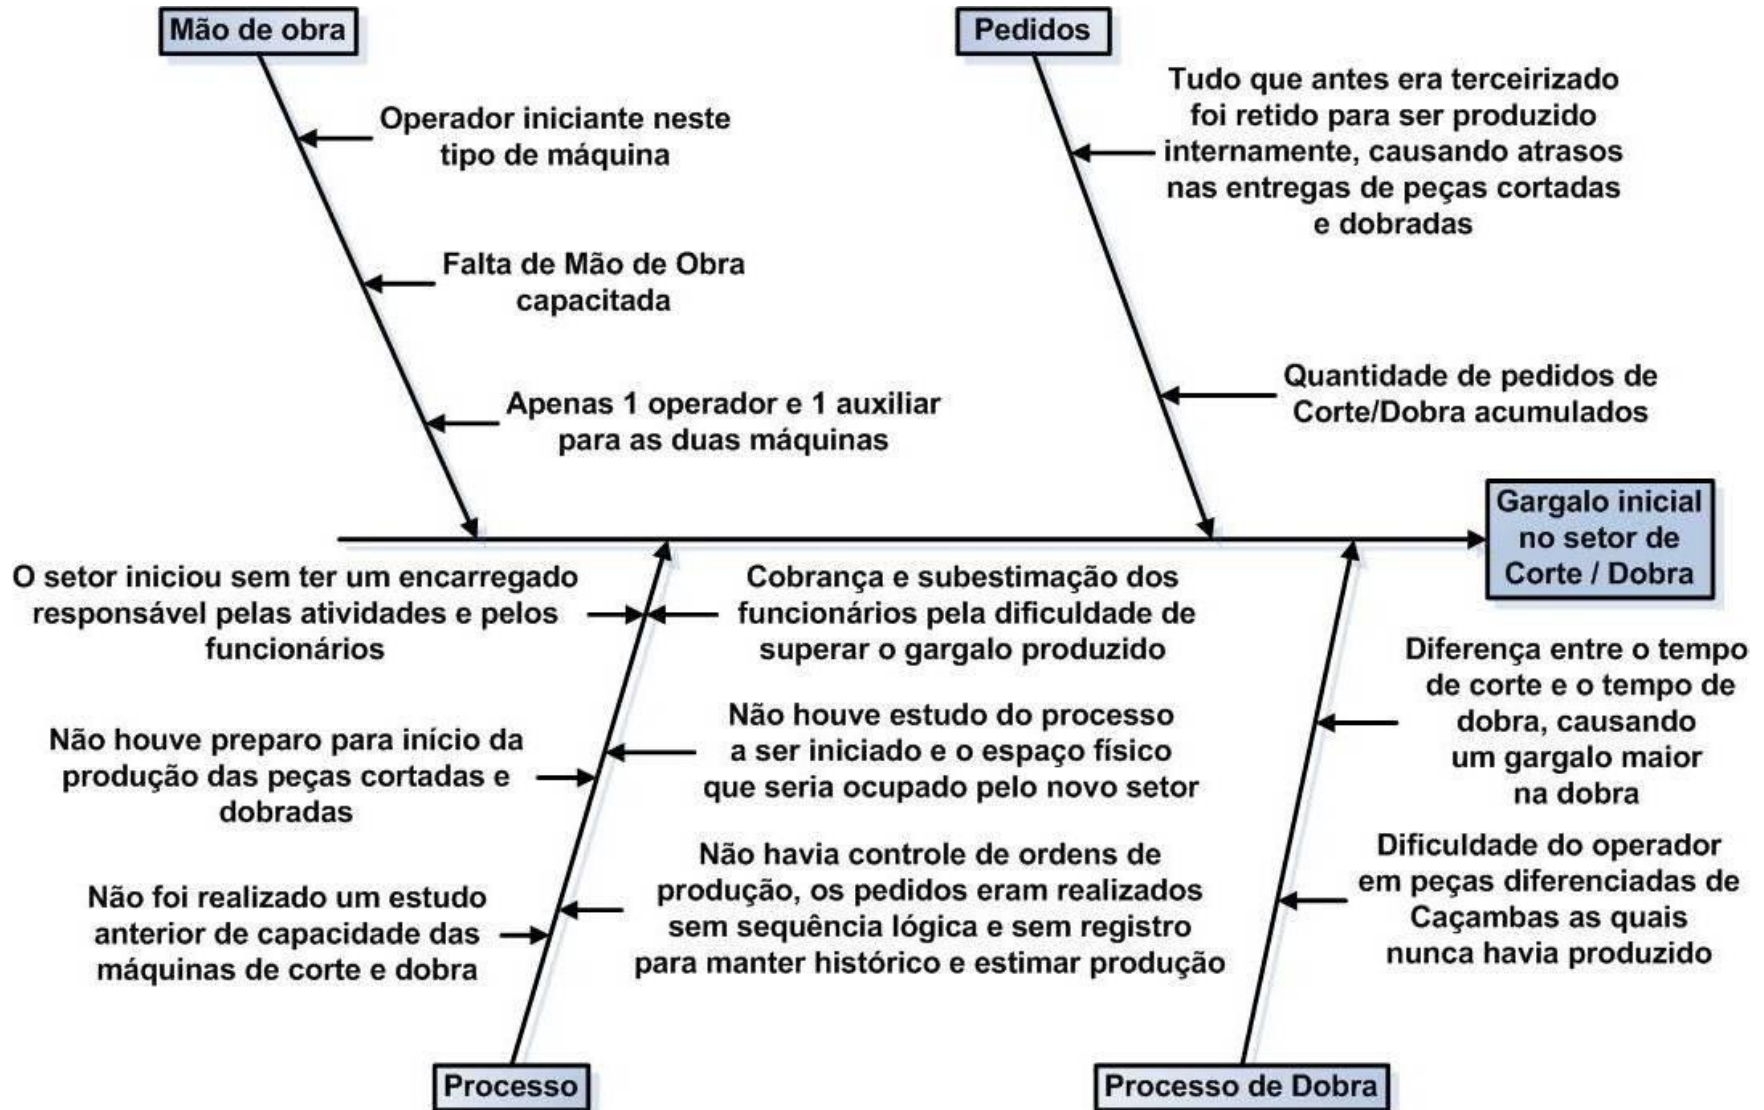 Mão de obra
Operador iniciante neste
tipo de máquina
Falta de Mão de Obra
capacitada
Apenas 1 operador e 1 auxiliar
para as duas máquinas
Pedidos
Tudo que antes era terceirizado
foi retido para ser produzido
internamente, causando atrasos
nas entregas de peças cortadas
e dobradas
Quantidade de pedidos de
Corte/Dobra acumulados
Gargalo inicial
no setor de
Corte / Dobra
O setor iniciou sem ter um encarregado
responsável pelas atividades e pelos
funcionários
Não houve preparo para início da
produção das peças cortadas e
dobradas
Não foi realizado um estudo
anterior de capacidade das
máquinas de corte e dobra
Cobrança e subestimação dos
funcionários pela dificuldade de
superar o gargalo produzido
Não houve estudo do processo
a ser iniciado e o espaço físico
que seria ocupado pelo novo setor
Não havia controle de ordens de
produção, os pedidos eram realizados
sem sequência lógica e sem registro
para manter histórico e estimar produção
Processo
Diferença entre o tempo
de corte e o tempo de
dobra, causando
um gargalo maior
na dobra
Dificuldade do operador
em peças diferenciadas de
Caçambas as quais
nunca havia produzido
Processo de Dobra